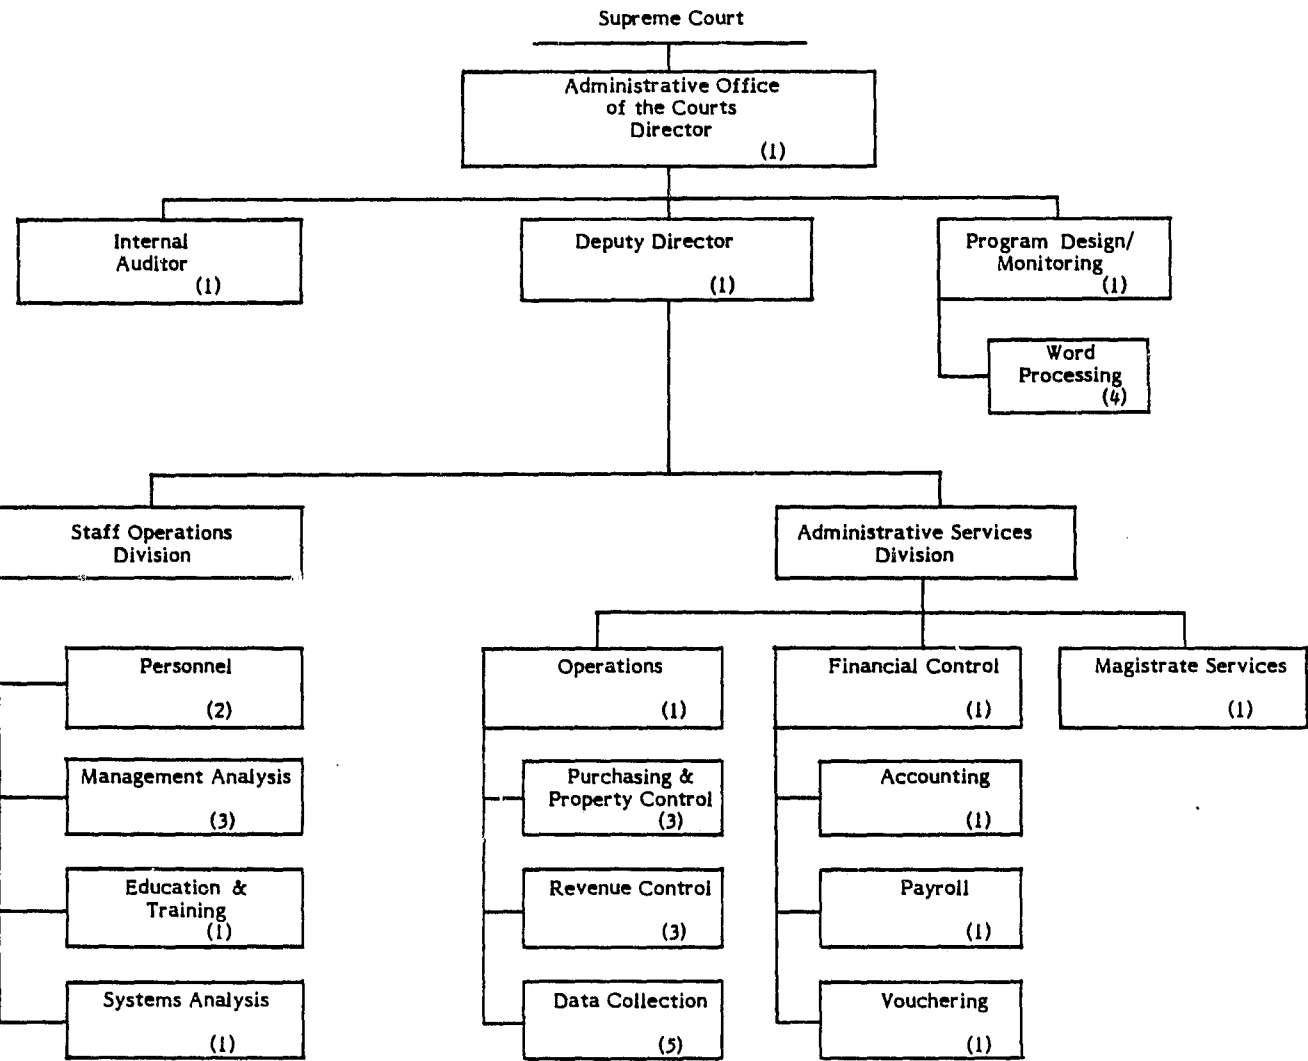 Supreme Court
Administrative Office
of the Courts
Director
(1)
Internal
Auditor
(1)
Deputy Director
(1)
Program Design/
Monitoring
(1)
Word
Processing
(4)
Staff Operations
Division
Administrative Services
Division
Personnel
(2)
Management Analysis
(3)
Education &
Training
(1)
Systems Analysis
(1)
Operations
(1)
Purchasing &
Property Control
(3)
Revenue Control
(3)
Data Collection
(5)
Financial Control
(1)
Accounting
(1)
Payroll
(1)
Vouchering
(1)
Magistrate Services
(1)